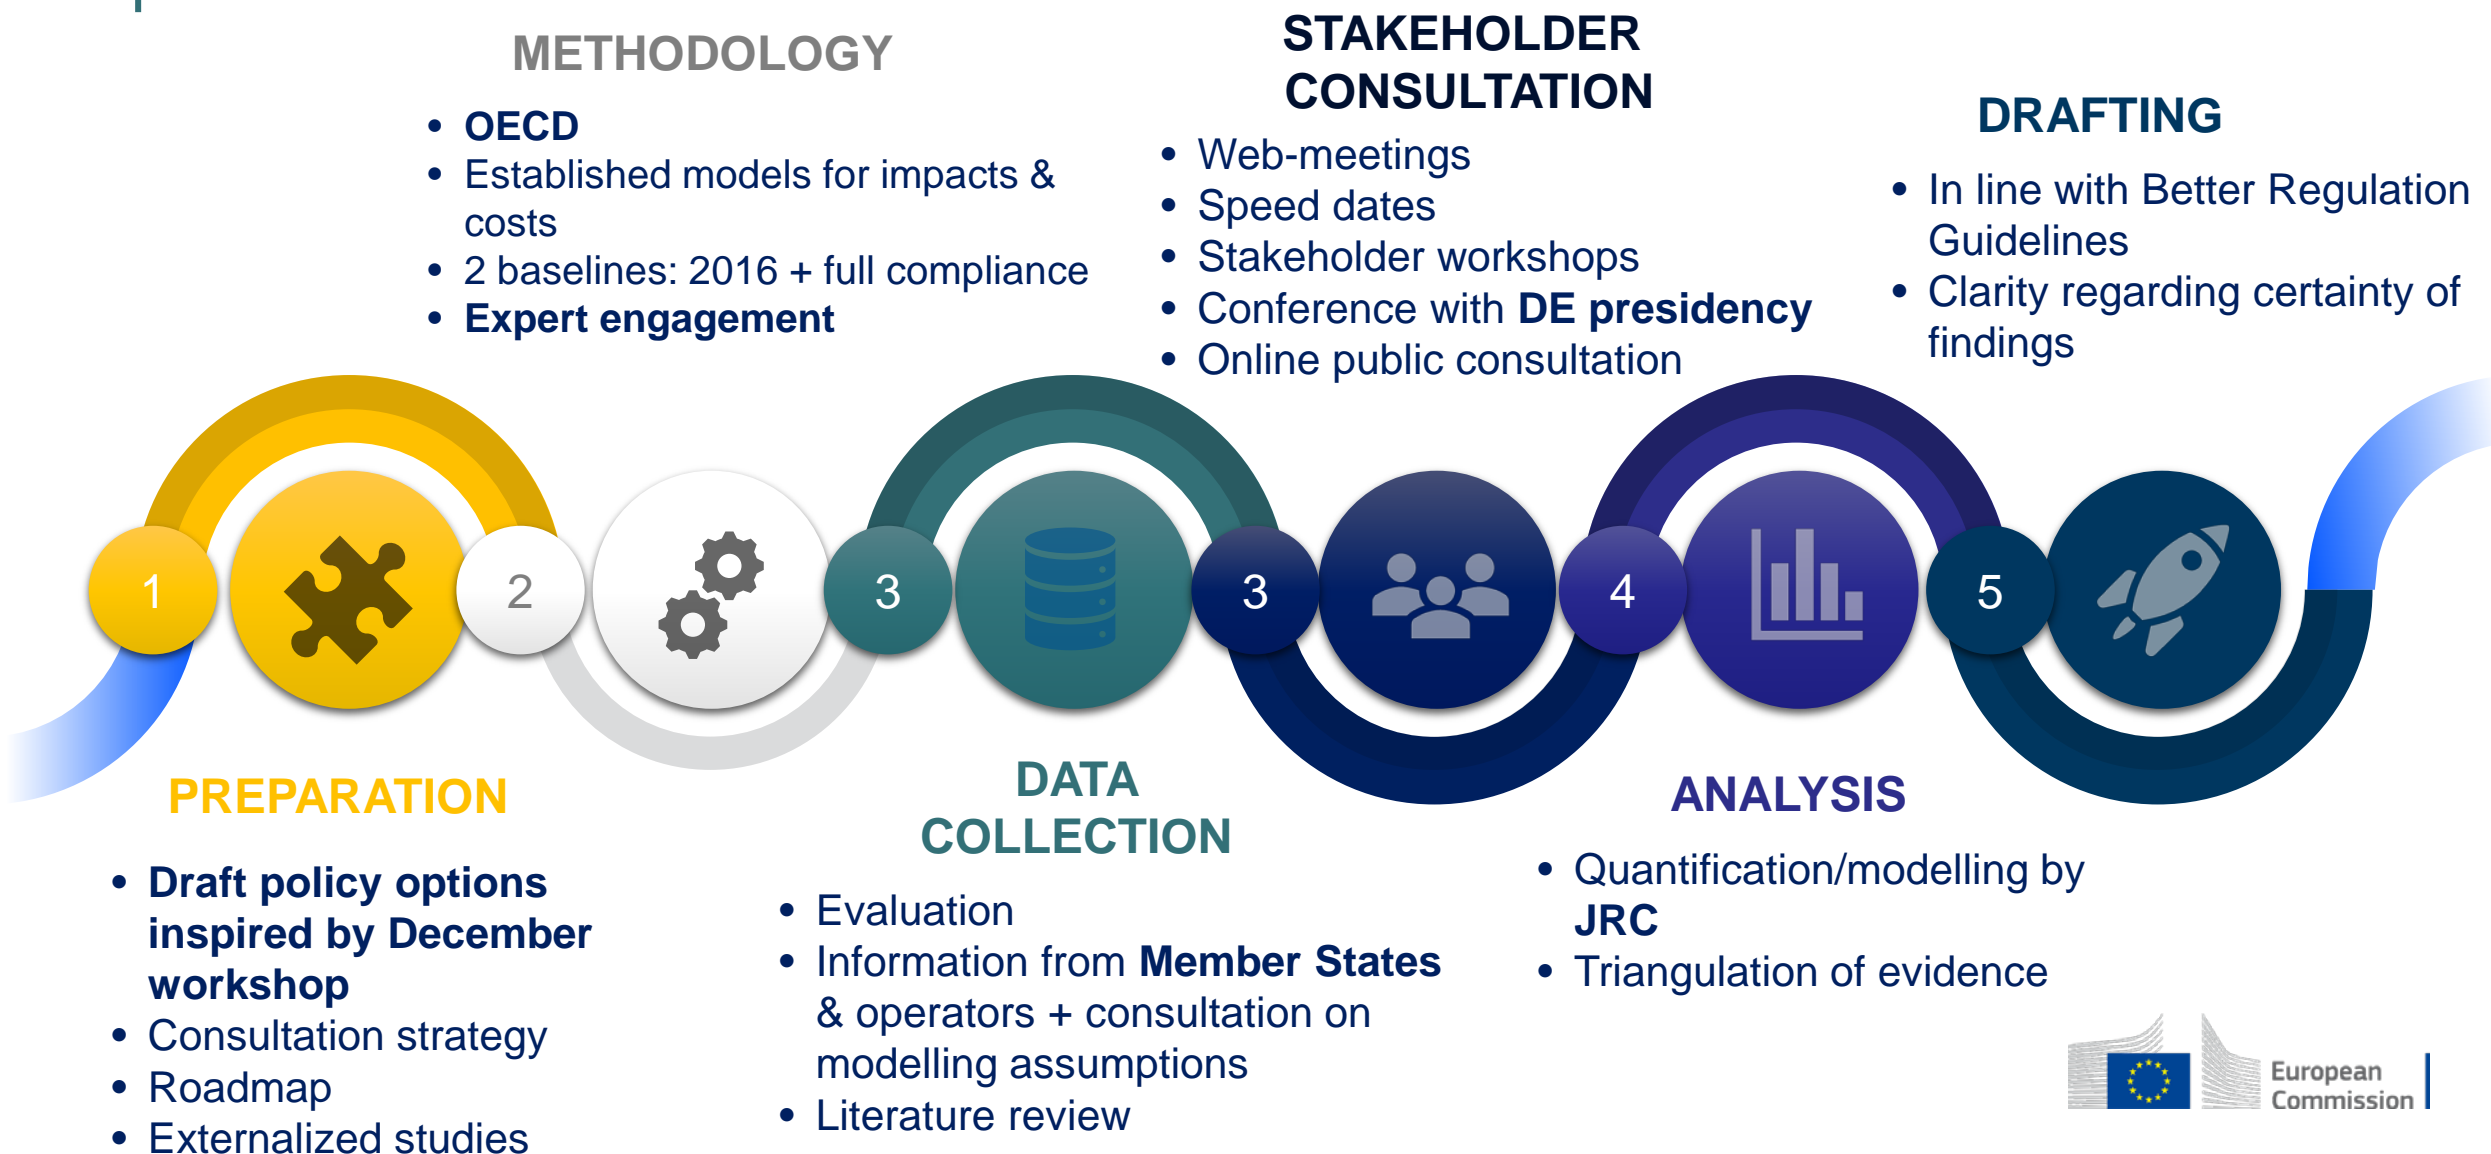 METHODOLOGY
• OECD
• Established models for impacts &
costs
• 2 baselines: 2016 + full compliance
• Expert engagement
STAKEHOLDER
CONSULTATION
• Web-meetings
• Speed dates
• Stakeholder workshops
• Conference with DE presidency
• Online public consultation
DRAFTING
• In line with Better Regulation
Guidelines
• Clarity regarding certainty of
findings
1
2
3
3
4
5
PREPARATION
• Draft policy options
inspired by December
workshop
• Consultation strategy
• Roadmap
• Externalized studies
DATA
COLLECTION
• Evaluation
• Information from Member States
& operators + consultation on
modelling assumptions
• Literature review
ANALYSIS
• Quantification/modelling by
JRC
• Triangulation of evidence
European
Commission